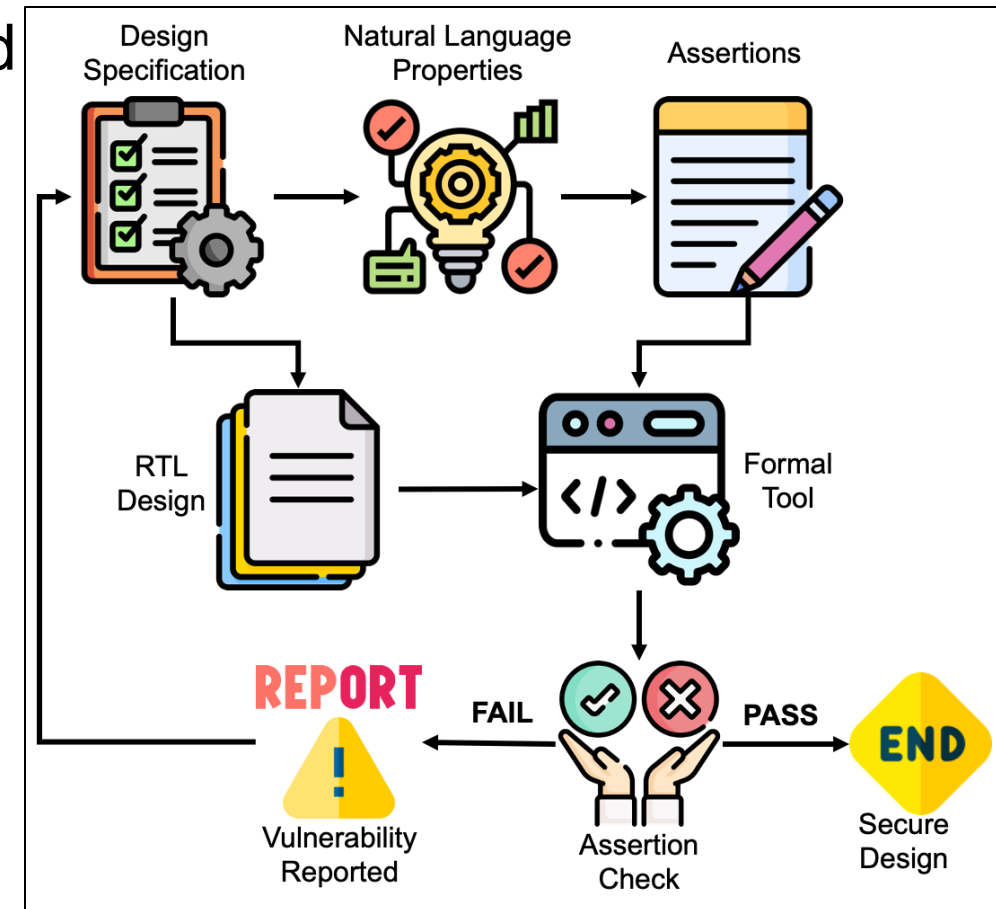 d
Design
Specification
Natural Language
Properties
Assertions
RTL
Design
</>
Formal
Tool
REPORT
FAIL
PASS
END
!
Vulnerability
Reported
Assertion
Check
Secure
Design